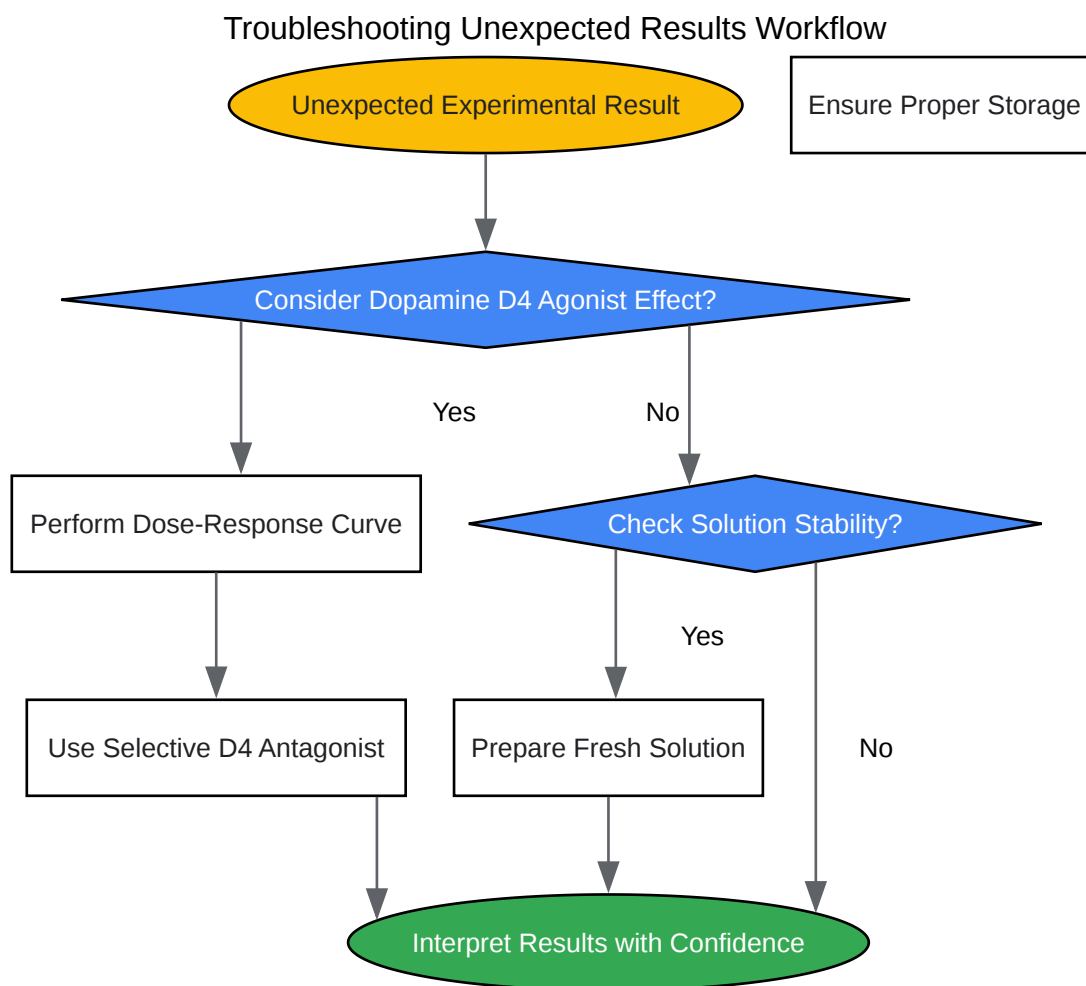 Troubleshooting Unexpected Results Workflow
Unexpected Experimental Result
Ensure Proper Storage
Consider Dopamine D4 Agonist Effect?
Yes
No
Perform Dose-Response Curve
Check Solution Stability?
Yes
Use Selective D4 Antagonist
Prepare Fresh Solution
No
Interpret Results with Confidence